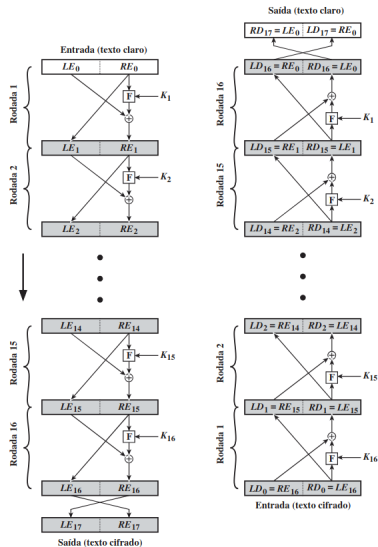 Entrada (texto claro)
Rodada 1
LE0 RE0
F K1
LE1 RE1
Rodada 2
F K2
LE2 RE2
Rodada 15
LE14 RE14
F K15
LE15 RE15
Rodada 16
F K16
LE16 RE16
LE17 RE17
Saída (texto cifrado)
Saída (texto claro)
RD17 = LE0 LD17 = RE0
LD16 = RE0 RD16 = LE0
Rodada 16
F K1
LD15 = RE1 RD15 = LE1
Rodada 15
F K2
LD14 = RE2 RD14 = LE2
LD2 = RE14 RD2 = LE14
Rodada 2
F K15
LD1 = RE15 RD1 = LE15
Rodada 1
F K16
LD0 = RE16 RD0 = LE16
Entrada (texto cifrado)